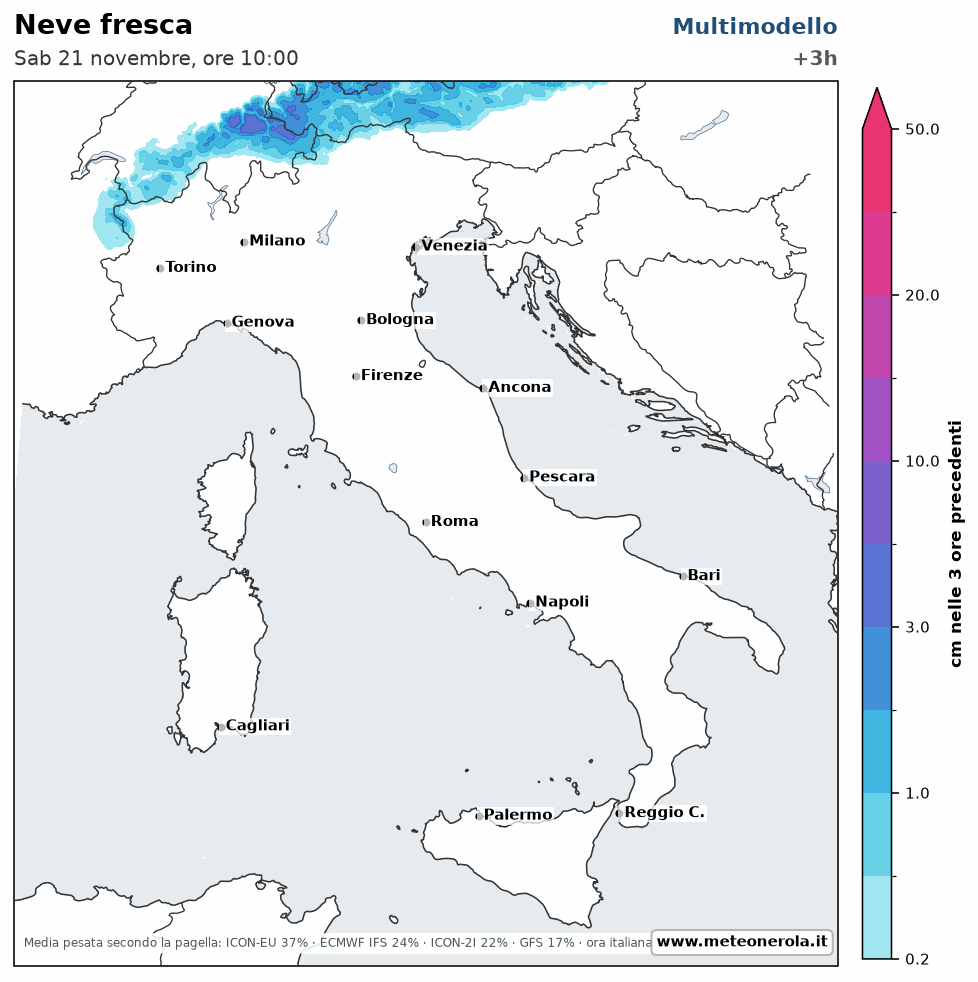 Neve fresca
Multimodello
Sab 21 novembre, ore 10:00
+3h
Milano
Venezia
Torino
Genova
Bologna
Firenze
Ancona
Pescara
Roma
Bari
Napoli
Cagliari
Palermo
Reggio C.
Media pesata secondo la pagella: ICON-EU 37% · ECMWF IFS 24% · ICON-2I 22% · GFS 17% · ora italiana
www.meteonerola.it
50.0
20.0
10.0
3.0
1.0
0.2
cm nelle 3 ore precedenti